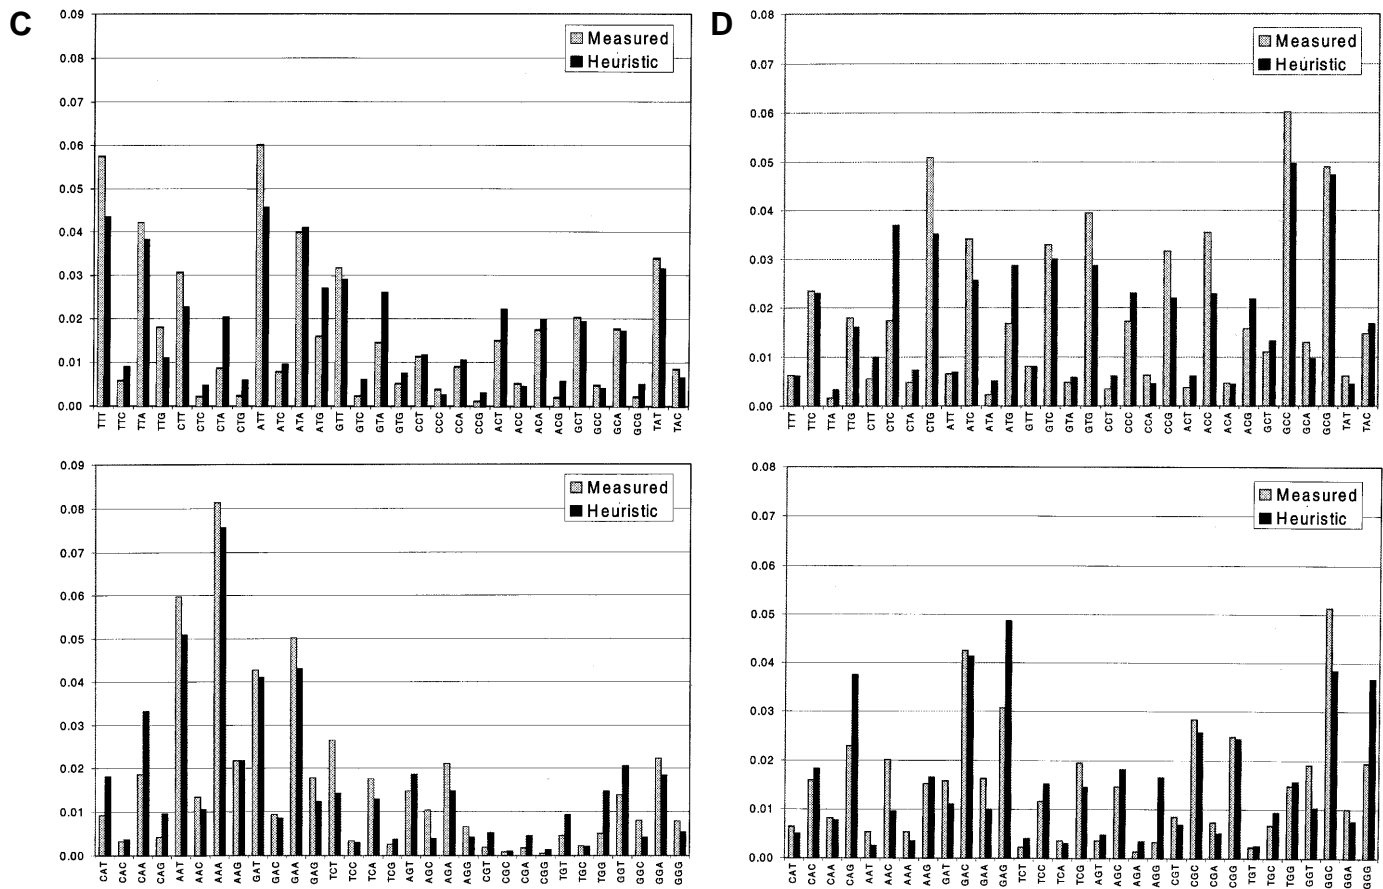 C
0.09
0.08
0.07
0.06
0.05
0.04
0.03
0.02
0.01
0.00
Measured
Heuristic
TTT TTC TTA TTG CTT CTC CTA CTG ATT ATC ATA ATG GTT GTC GTA GTG CCT CCC CCA CCG ACT ACC ACA ACG GCT GCC GCA GCG TAT TAC
D
0.08
0.07
0.06
0.05
0.04
0.03
0.02
0.01
0.00
Measured
Heuristic
TTT TTC TTA TTG CTT CTC CTA CTG ATT ATC ATA ATG GTT GTC GTA GTG CCT CCC CCA CCG ACT ACC ACA ACG GCT GCC GCA GCG TAT TAC
0.09
0.08
0.07
0.06
0.05
0.04
0.03
0.02
0.01
0.00
Measured
Heuristic
CAT CAC CAA CAG AAT AAC AAA AAG GAT GAC GAA GAG TCT TCC TCA TCG AGT AGC AGA AGG CGT CGC CGA CGG TGT TGC TGG GGT GGC GGA GGG
0.08
0.07
0.06
0.05
0.04
0.03
0.02
0.01
0.00
Measured
Heuristic
CAT CAC CAA CAG AAT AAC AAA AAG GAT GAC GAA GAG TCT TCC TCA TCG AGT AGC AGA AGG CGT CGC CGA CGG TGT TGC TGG GGT GGC GGA GGG